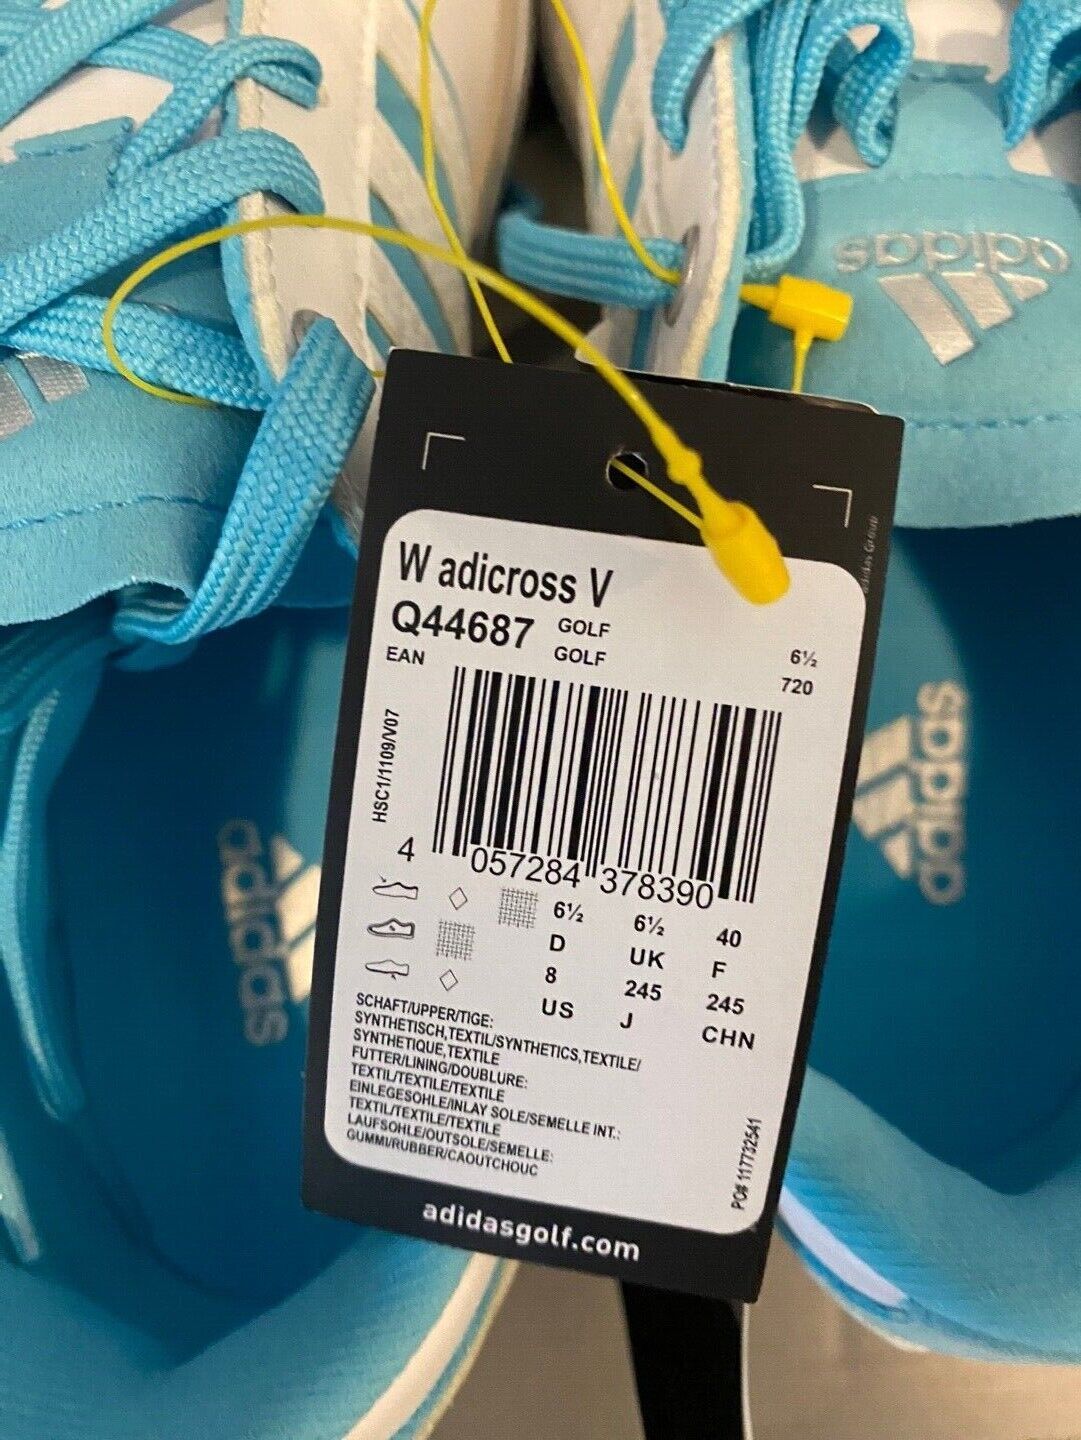 adidas
adidas Group
W adicross V
Q44687 GOLF 6½
EAN GOLF 720
HSC1/1109/V07
4 057284 378390
6½ 6½ 40
D UK F
8 245 245
US J CHN
SCHAFT/UPPER/TIGE:
SYNTHETISCH,TEXTIL/SYNTHETICS,TEXTILE/
SYNTHETIQUE,TEXTILE
FUTTER/LINING/DOUBLURE:
TEXTIL/TEXTILE/TEXTILE
EINLEGESOHLE/INLAY SOLE/SEMELLE INT.:
TEXTIL/TEXTILE/TEXTILE
LAUFSOHLE/OUTSOLE/SEMELLE:
GUMMI/RUBBER/CAOUTCHOUC
PO# 117732541
adidasgolf.com
adidas
adidas